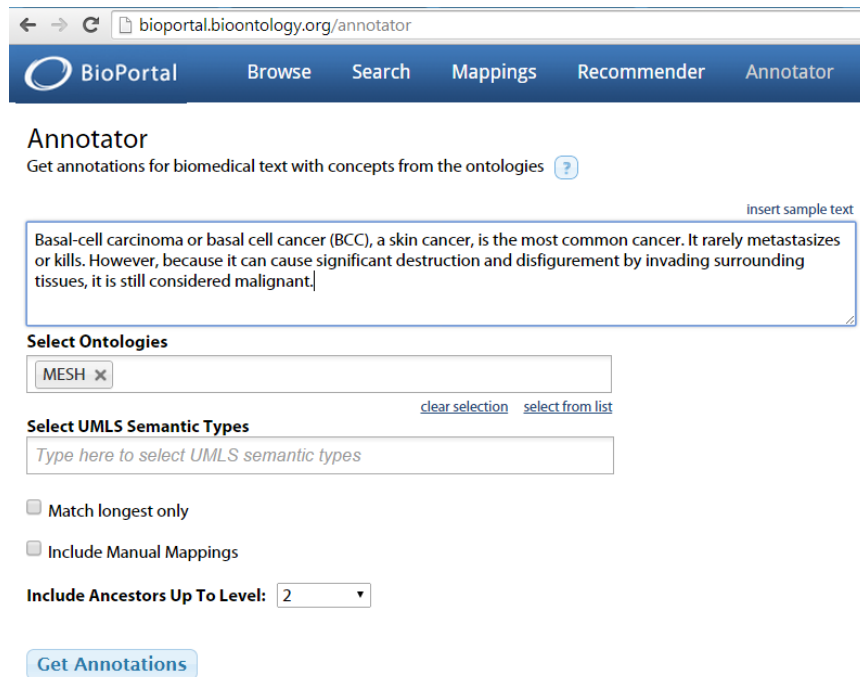 bioportal.bioontology.org/annotator
BioPortal Browse Search Mappings Recommender Annotator
Annotator
Get annotations for biomedical text with concepts from the ontologies ?
insert sample text
Basal-cell carcinoma or basal cell cancer (BCC), a skin cancer, is the most common cancer. It rarely metastasizes
or kills. However, because it can cause significant destruction and disfigurement by invading surrounding
tissues, it is still considered malignant.
Select Ontologies
MESH ×
clear selection select from list
Select UMLS Semantic Types
Type here to select UMLS semantic types
Match longest only
Include Manual Mappings
Include Ancestors Up To Level: 2
Get Annotations